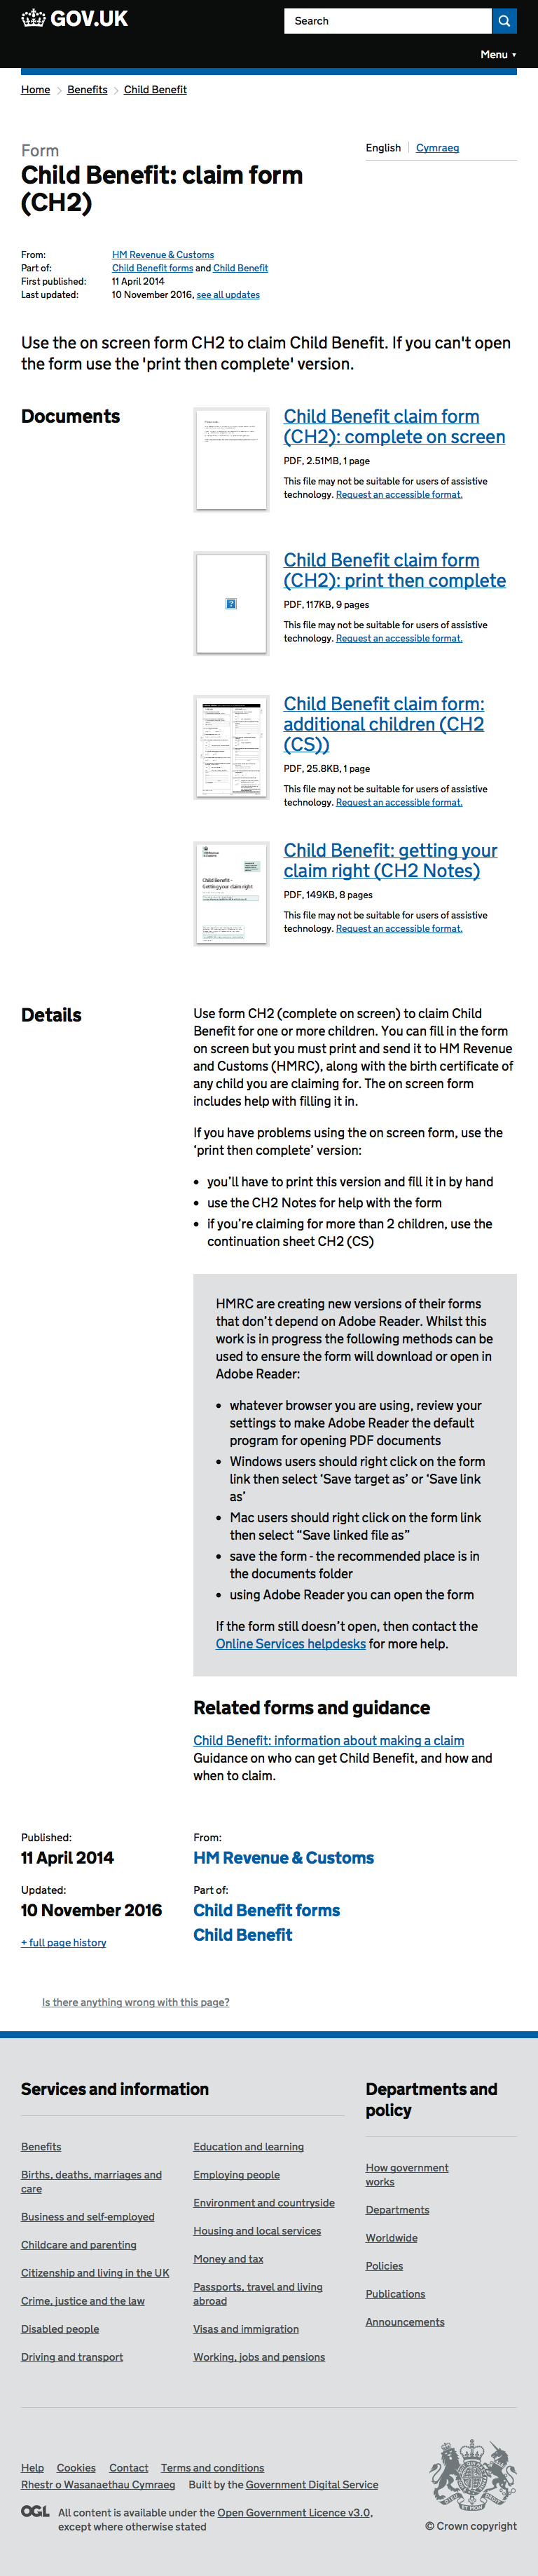 GOV.UK
Search
Menu ▾
Home > Benefits > Child Benefit
Form
Child Benefit: claim form
(CH2)
English | Cymraeg
From: HM Revenue & Customs
Part of: Child Benefit forms and Child Benefit
First published: 11 April 2014
Last updated: 10 November 2016, see all updates
Use the on screen form CH2 to claim Child Benefit. If you can't open
the form use the 'print then complete' version.
Documents
Child Benefit claim form
(CH2): complete on screen
PDF, 2.51MB, 1 page
This file may not be suitable for users of assistive
technology. Request an accessible format.
?
Child Benefit claim form
(CH2): print then complete
PDF, 117KB, 9 pages
This file may not be suitable for users of assistive
technology. Request an accessible format.
Child Benefit claim form:
additional children (CH2
(CS))
PDF, 25.8KB, 1 page
This file may not be suitable for users of assistive
technology. Request an accessible format.
Child Benefit -
Getting your claim right
Child Benefit: getting your
claim right (CH2 Notes)
PDF, 149KB, 8 pages
This file may not be suitable for users of assistive
technology. Request an accessible format.
Details
Use form CH2 (complete on screen) to claim Child
Benefit for one or more children. You can fill in the form
on screen but you must print and send it to HM Revenue
and Customs (HMRC), along with the birth certificate of
any child you are claiming for. The on screen form
includes help with filling it in.
If you have problems using the on screen form, use the
‘print then complete’ version:
• you’ll have to print this version and fill it in by hand
• use the CH2 Notes for help with the form
• if you’re claiming for more than 2 children, use the
continuation sheet CH2 (CS)
HMRC are creating new versions of their forms
that don’t depend on Adobe Reader. Whilst this
work is in progress the following methods can be
used to ensure the form will download or open in
Adobe Reader:
• whatever browser you are using, review your
settings to make Adobe Reader the default
program for opening PDF documents
• Windows users should right click on the form
link then select ‘Save target as’ or ‘Save link
as’
• Mac users should right click on the form link
then select “Save linked file as”
• save the form - the recommended place is in
the documents folder
• using Adobe Reader you can open the form
If the form still doesn’t open, then contact the
Online Services helpdesks for more help.
Related forms and guidance
Child Benefit: information about making a claim
Guidance on who can get Child Benefit, and how and
when to claim.
Published:
11 April 2014
Updated:
10 November 2016
+ full page history
From:
HM Revenue & Customs
Part of:
Child Benefit forms
Child Benefit
Is there anything wrong with this page?
Services and information
Benefits
Births, deaths, marriages and
care
Business and self-employed
Childcare and parenting
Citizenship and living in the UK
Crime, justice and the law
Disabled people
Driving and transport
Education and learning
Employing people
Environment and countryside
Housing and local services
Money and tax
Passports, travel and living
abroad
Visas and immigration
Working, jobs and pensions
Departments and
policy
How government
works
Departments
Worldwide
Policies
Publications
Announcements
Help Cookies Contact Terms and conditions
Rhestr o Wasanaethau Cymraeg Built by the Government Digital Service
OGL All content is available under the Open Government Licence v3.0,
except where otherwise stated
© Crown copyright